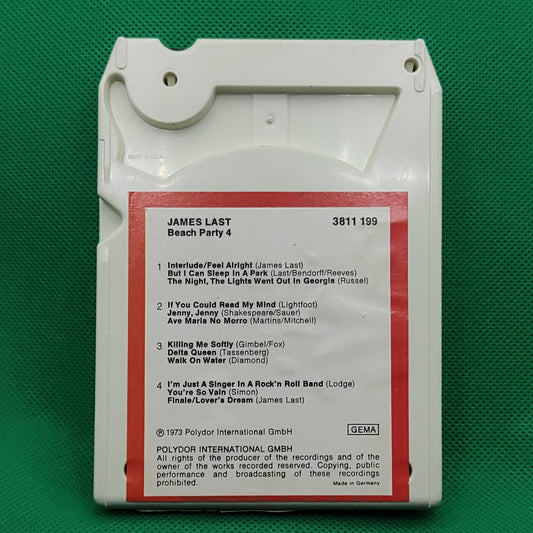 MADE IN U.S.A.
JAMES LAST 3811 199
Beach Party 4
1 Interlude/Feel Alright (James Last)
But I Can Sleep In A Park (Last/Bendorff/Reeves)
The Night, The Lights Went Out In Georgia (Russel)
2 If You Could Read My Mind (Lightfoot)
Jenny, Jenny (Shakespeare/Sauer)
Ave Maria No Morro (Martins/Mitchell)
3 Killing Me Softly (Gimbel/Fox)
Delta Queen (Tassenberg)
Walk On Water (Diamond)
4 I'm Just A Singer In A Rock'n Roll Band (Lodge)
You're So Vain (Simon)
Finale/Lover's Dream (James Last)
℗ 1973 Polydor International GmbH GEMA
POLYDOR INTERNATIONAL GMBH
All rights of the producer of the recordings and of the
owner of the works recorded reserved. Copying, public
performance and broadcasting of these recordings
prohibited. Made in Germany